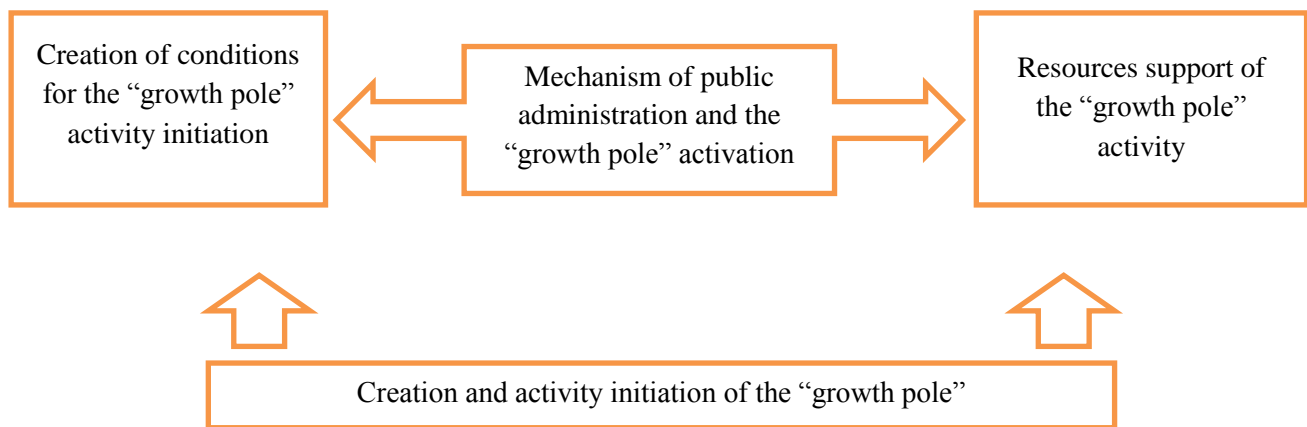 Creation of conditions
for the “growth pole”
activity initiation
Mechanism of public
administration and the
“growth pole” activation
Resources support of
the “growth pole”
activity
Creation and activity initiation of the “growth pole”